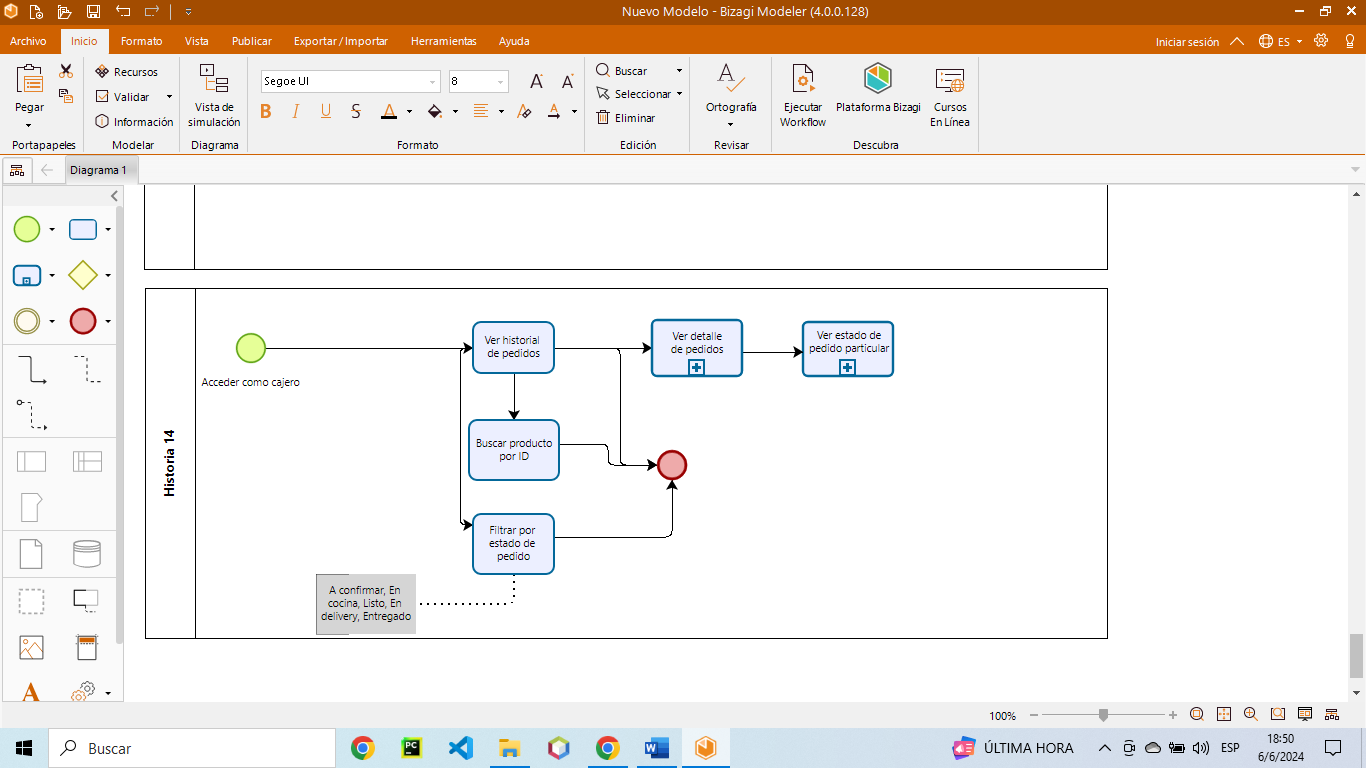 Nuevo Modelo - Bizagi Modeler (4.0.0.128)
Archivo
Inicio
Formato
Vista
Publicar
Exportar / Importar
Herramientas
Ayuda
Iniciar sesión
ES
Pegar
Portapapeles
Recursos
Validar
Información
Modelar
Vista de
simulación
Diagrama
Segoe UI
8
A
A
B
I
U
S
A
A
Formato
Buscar
Seleccionar
Eliminar
Edición
Ortografía
Revisar
Ejecutar
Workflow
Plataforma Bizagi
Cursos
En Línea
Descubra
Diagrama 1
Historia 14
Acceder como cajero
Ver historial
de pedidos
Ver detalle
de pedidos
Ver estado de
pedido particular
Buscar producto
por ID
Filtrar por
estado de
pedido
A confirmar, En
cocina, Listo, En
delivery, Entregado
A
100%
Buscar
PC
W
ÚLTIMA HORA
ESP
18:50
6/6/2024